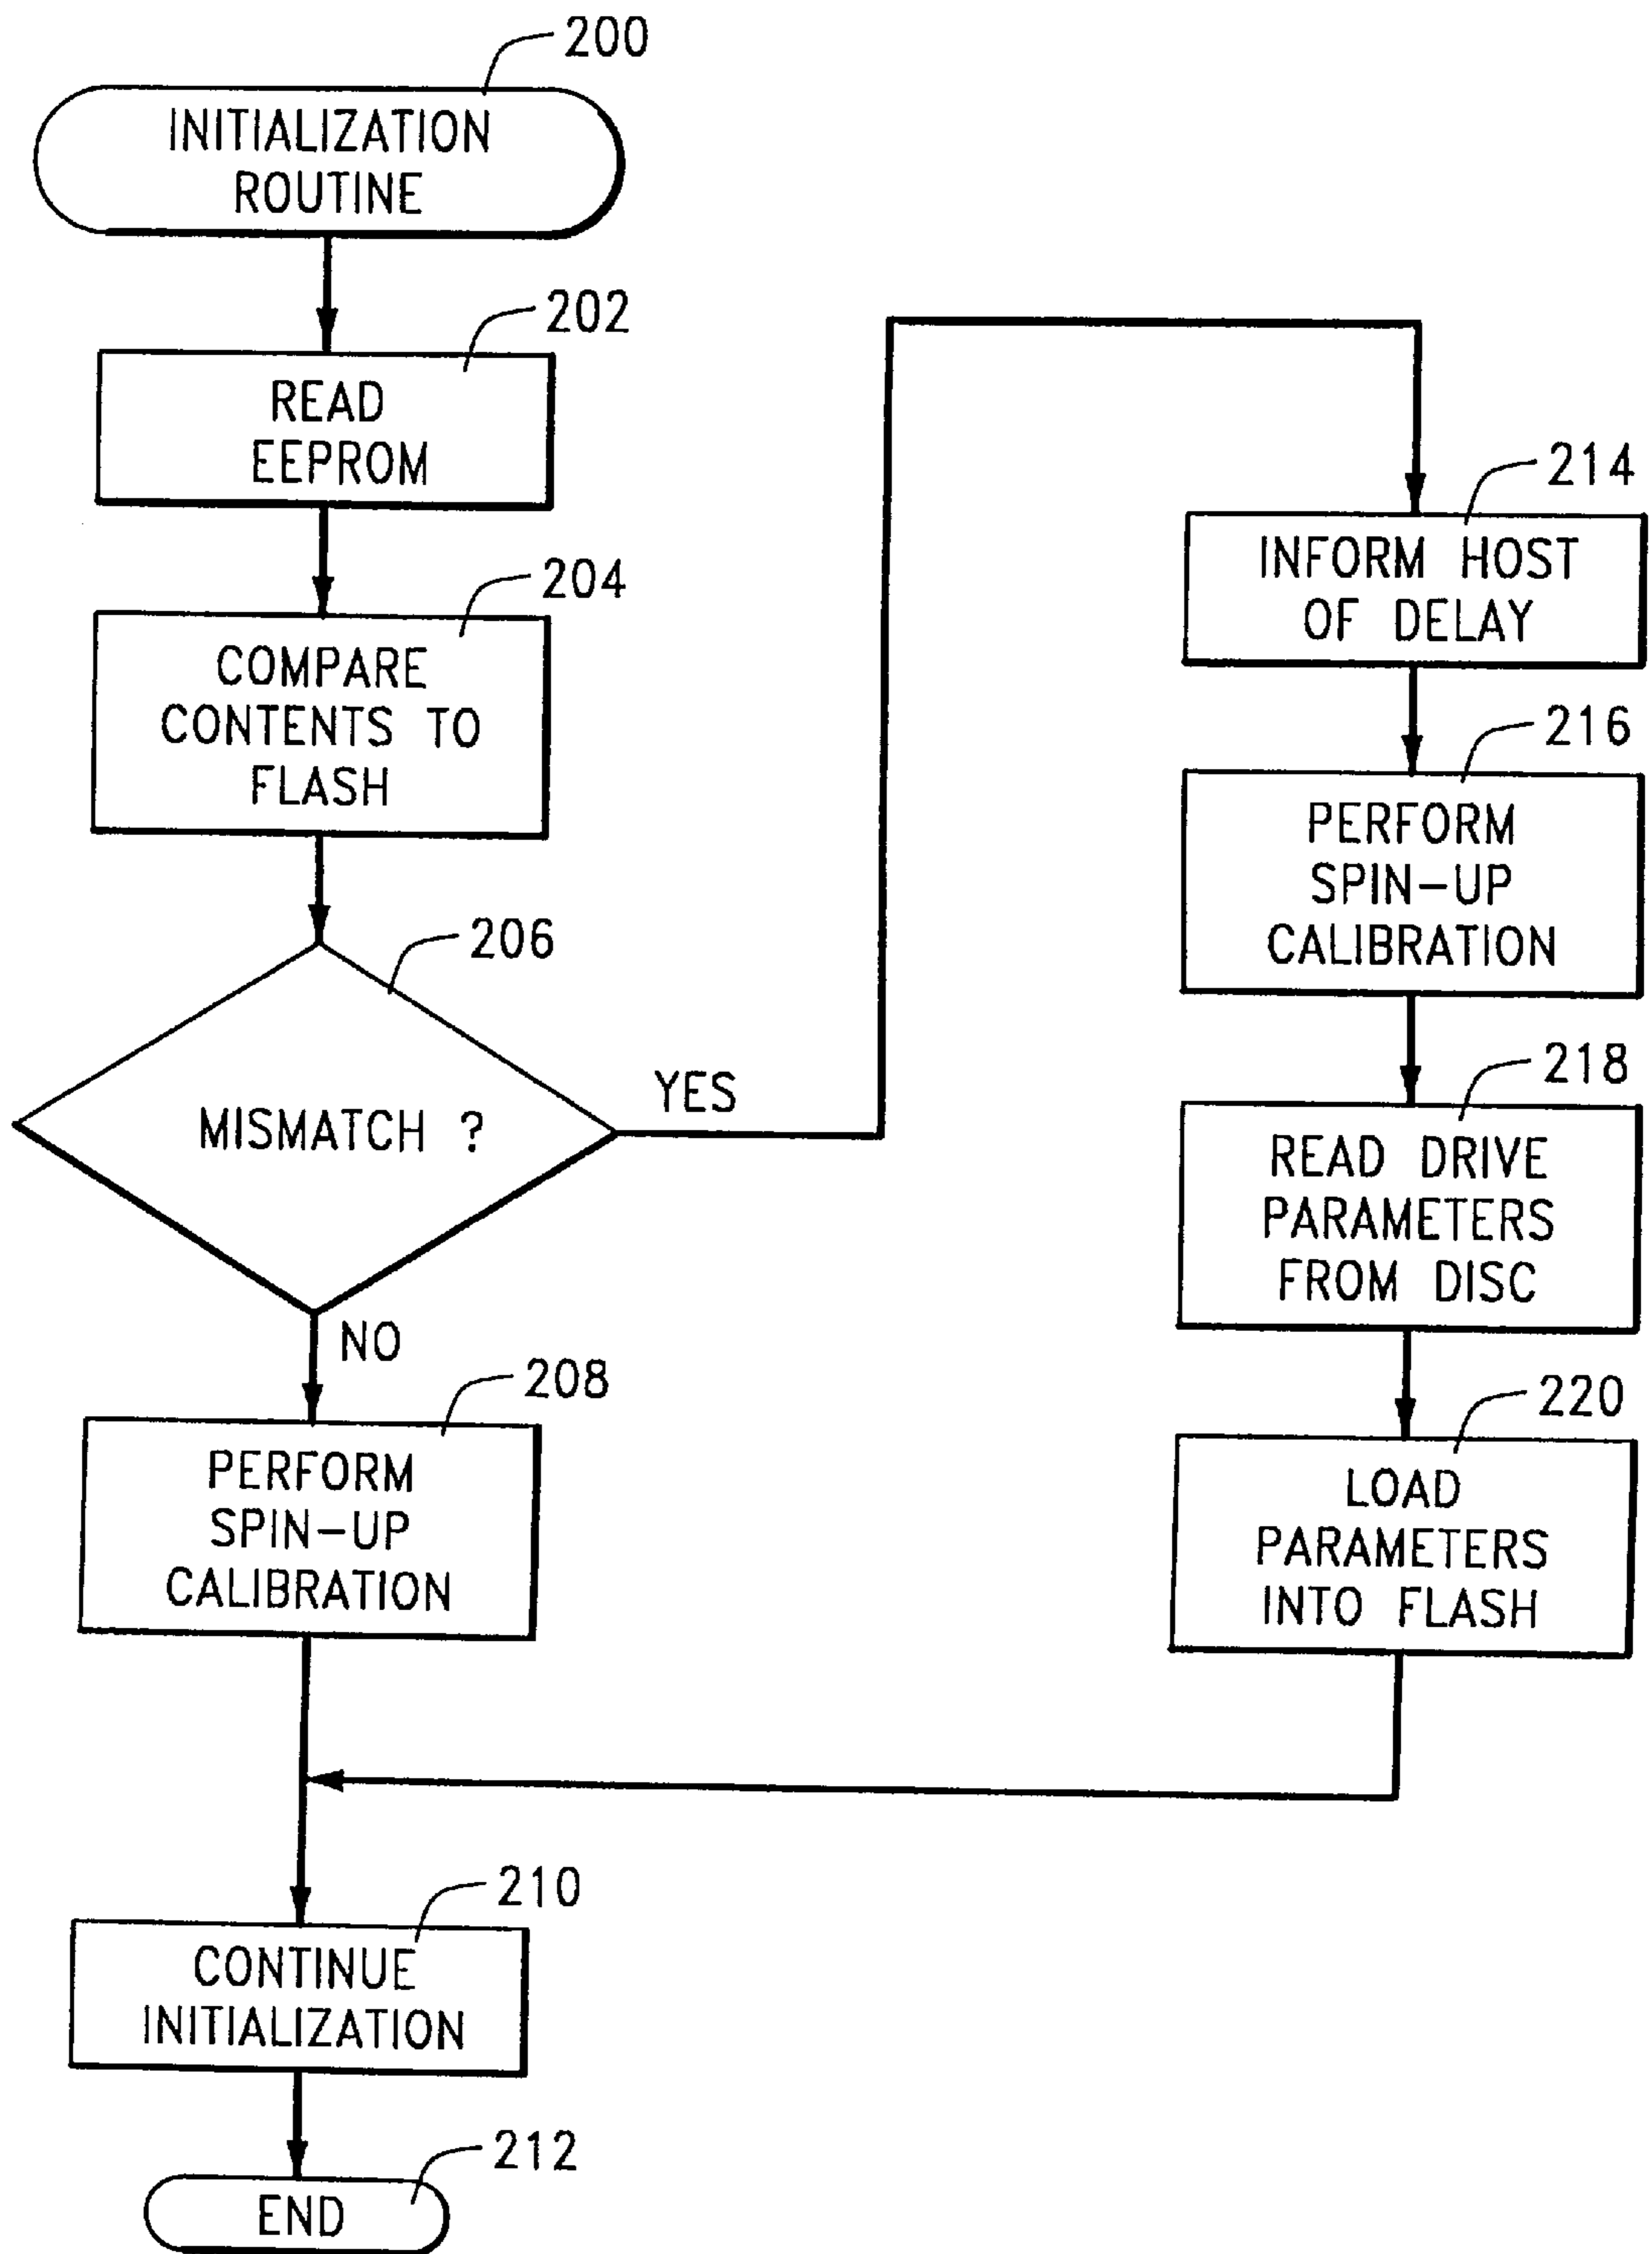 200
INITIALIZATION
ROUTINE
202
READ
EEPROM
204
COMPARE
CONTENTS TO
FLASH
206
MISMATCH ?
YES
NO
208
PERFORM
SPIN-UP
CALIBRATION
214
INFORM HOST
OF DELAY
216
PERFORM
SPIN-UP
CALIBRATION
218
READ DRIVE
PARAMETERS
FROM DISC
220
LOAD
PARAMETERS
INTO FLASH
210
CONTINUE
INITIALIZATION
212
END